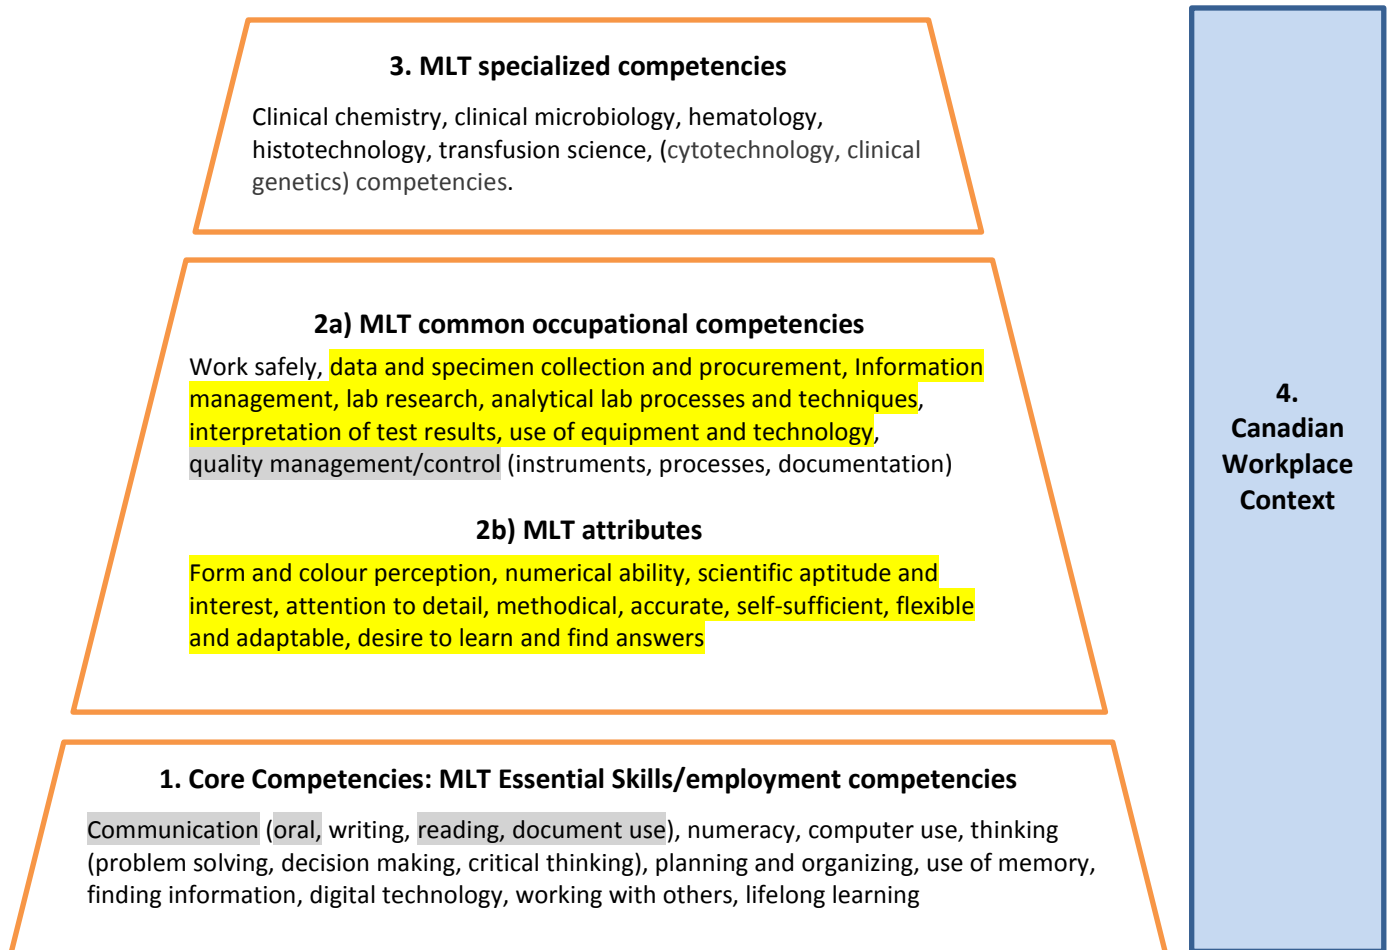 3. MLT specialized competencies
Clinical chemistry, clinical microbiology, hematology,
histotechnology, transfusion science, (cytotechnology, clinical
genetics) competencies.
2a) MLT common occupational competencies
Work safely, data and specimen collection and procurement, Information
management, lab research, analytical lab processes and techniques,
interpretation of test results, use of equipment and technology,
quality management/control (instruments, processes, documentation)
2b) MLT attributes
Form and colour perception, numerical ability, scientific aptitude and
interest, attention to detail, methodical, accurate, self-sufficient, flexible
and adaptable, desire to learn and find answers
1. Core Competencies: MLT Essential Skills/employment competencies
Communication (oral, writing, reading, document use), numeracy, computer use, thinking
(problem solving, decision making, critical thinking), planning and organizing, use of memory,
finding information, digital technology, working with others, lifelong learning
4.
Canadian
Workplace
Context